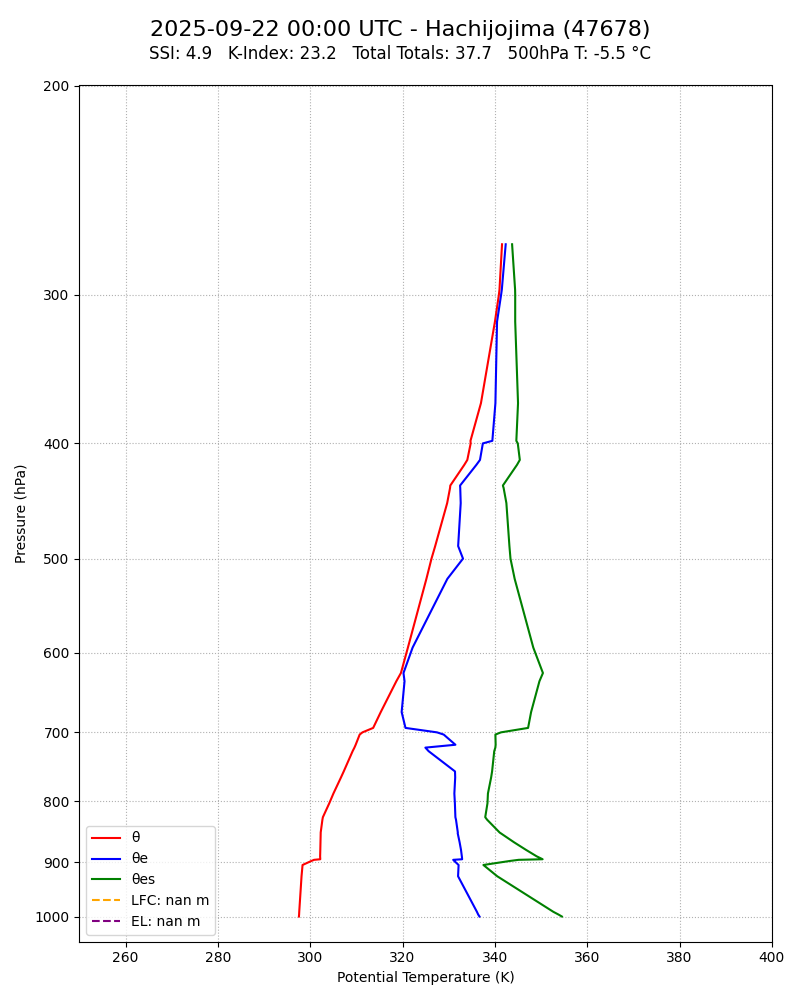 2025-09-22 00:00 UTC - Hachijojima (47678)
SSI: 4.9   K-Index: 23.2   Total Totals: 37.7   500hPa T: -5.5 °C
200
300
400
500
600
700
800
900
1000
Pressure (hPa)
θ
θe
θes
LFC: nan m
EL: nan m
260 280 300 320 340 360 380 400
Potential Temperature (K)